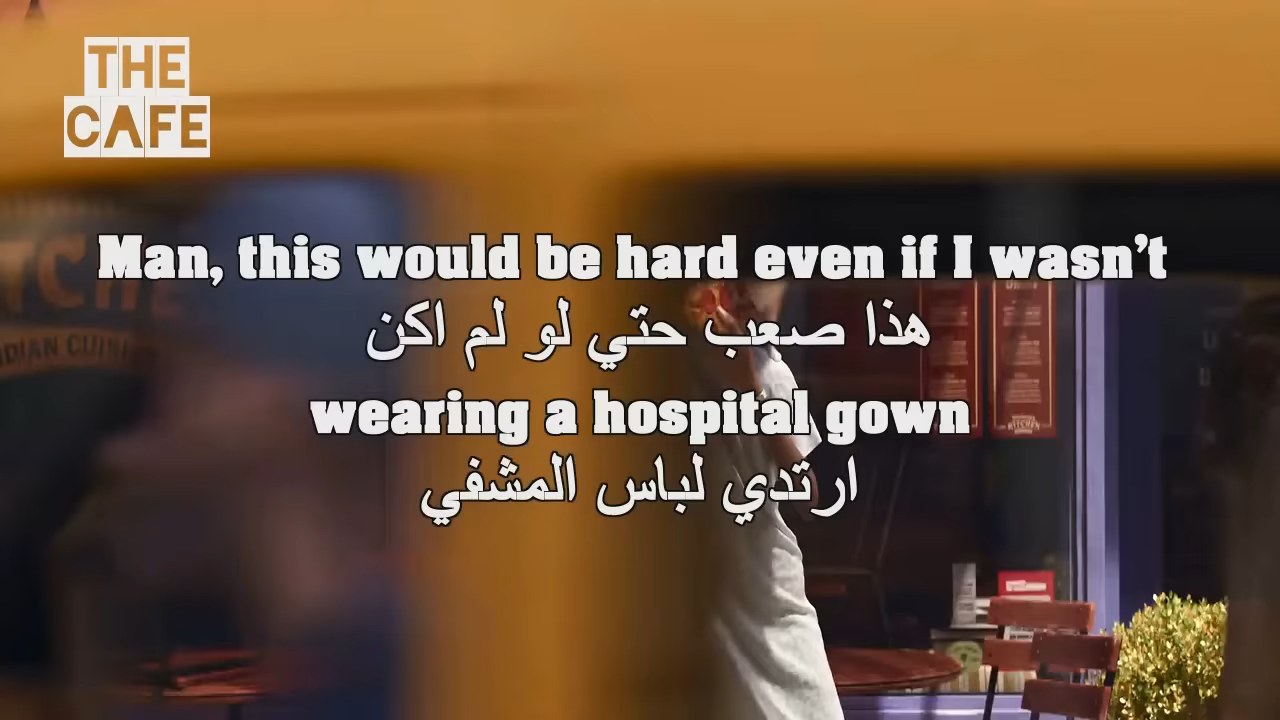 THE
CAFE
Man, this would be hard even if I wasn't
هذا صعب حتي لو لم اكن
wearing a hospital gown
ارتدي لباس المشفي
KITCHEN